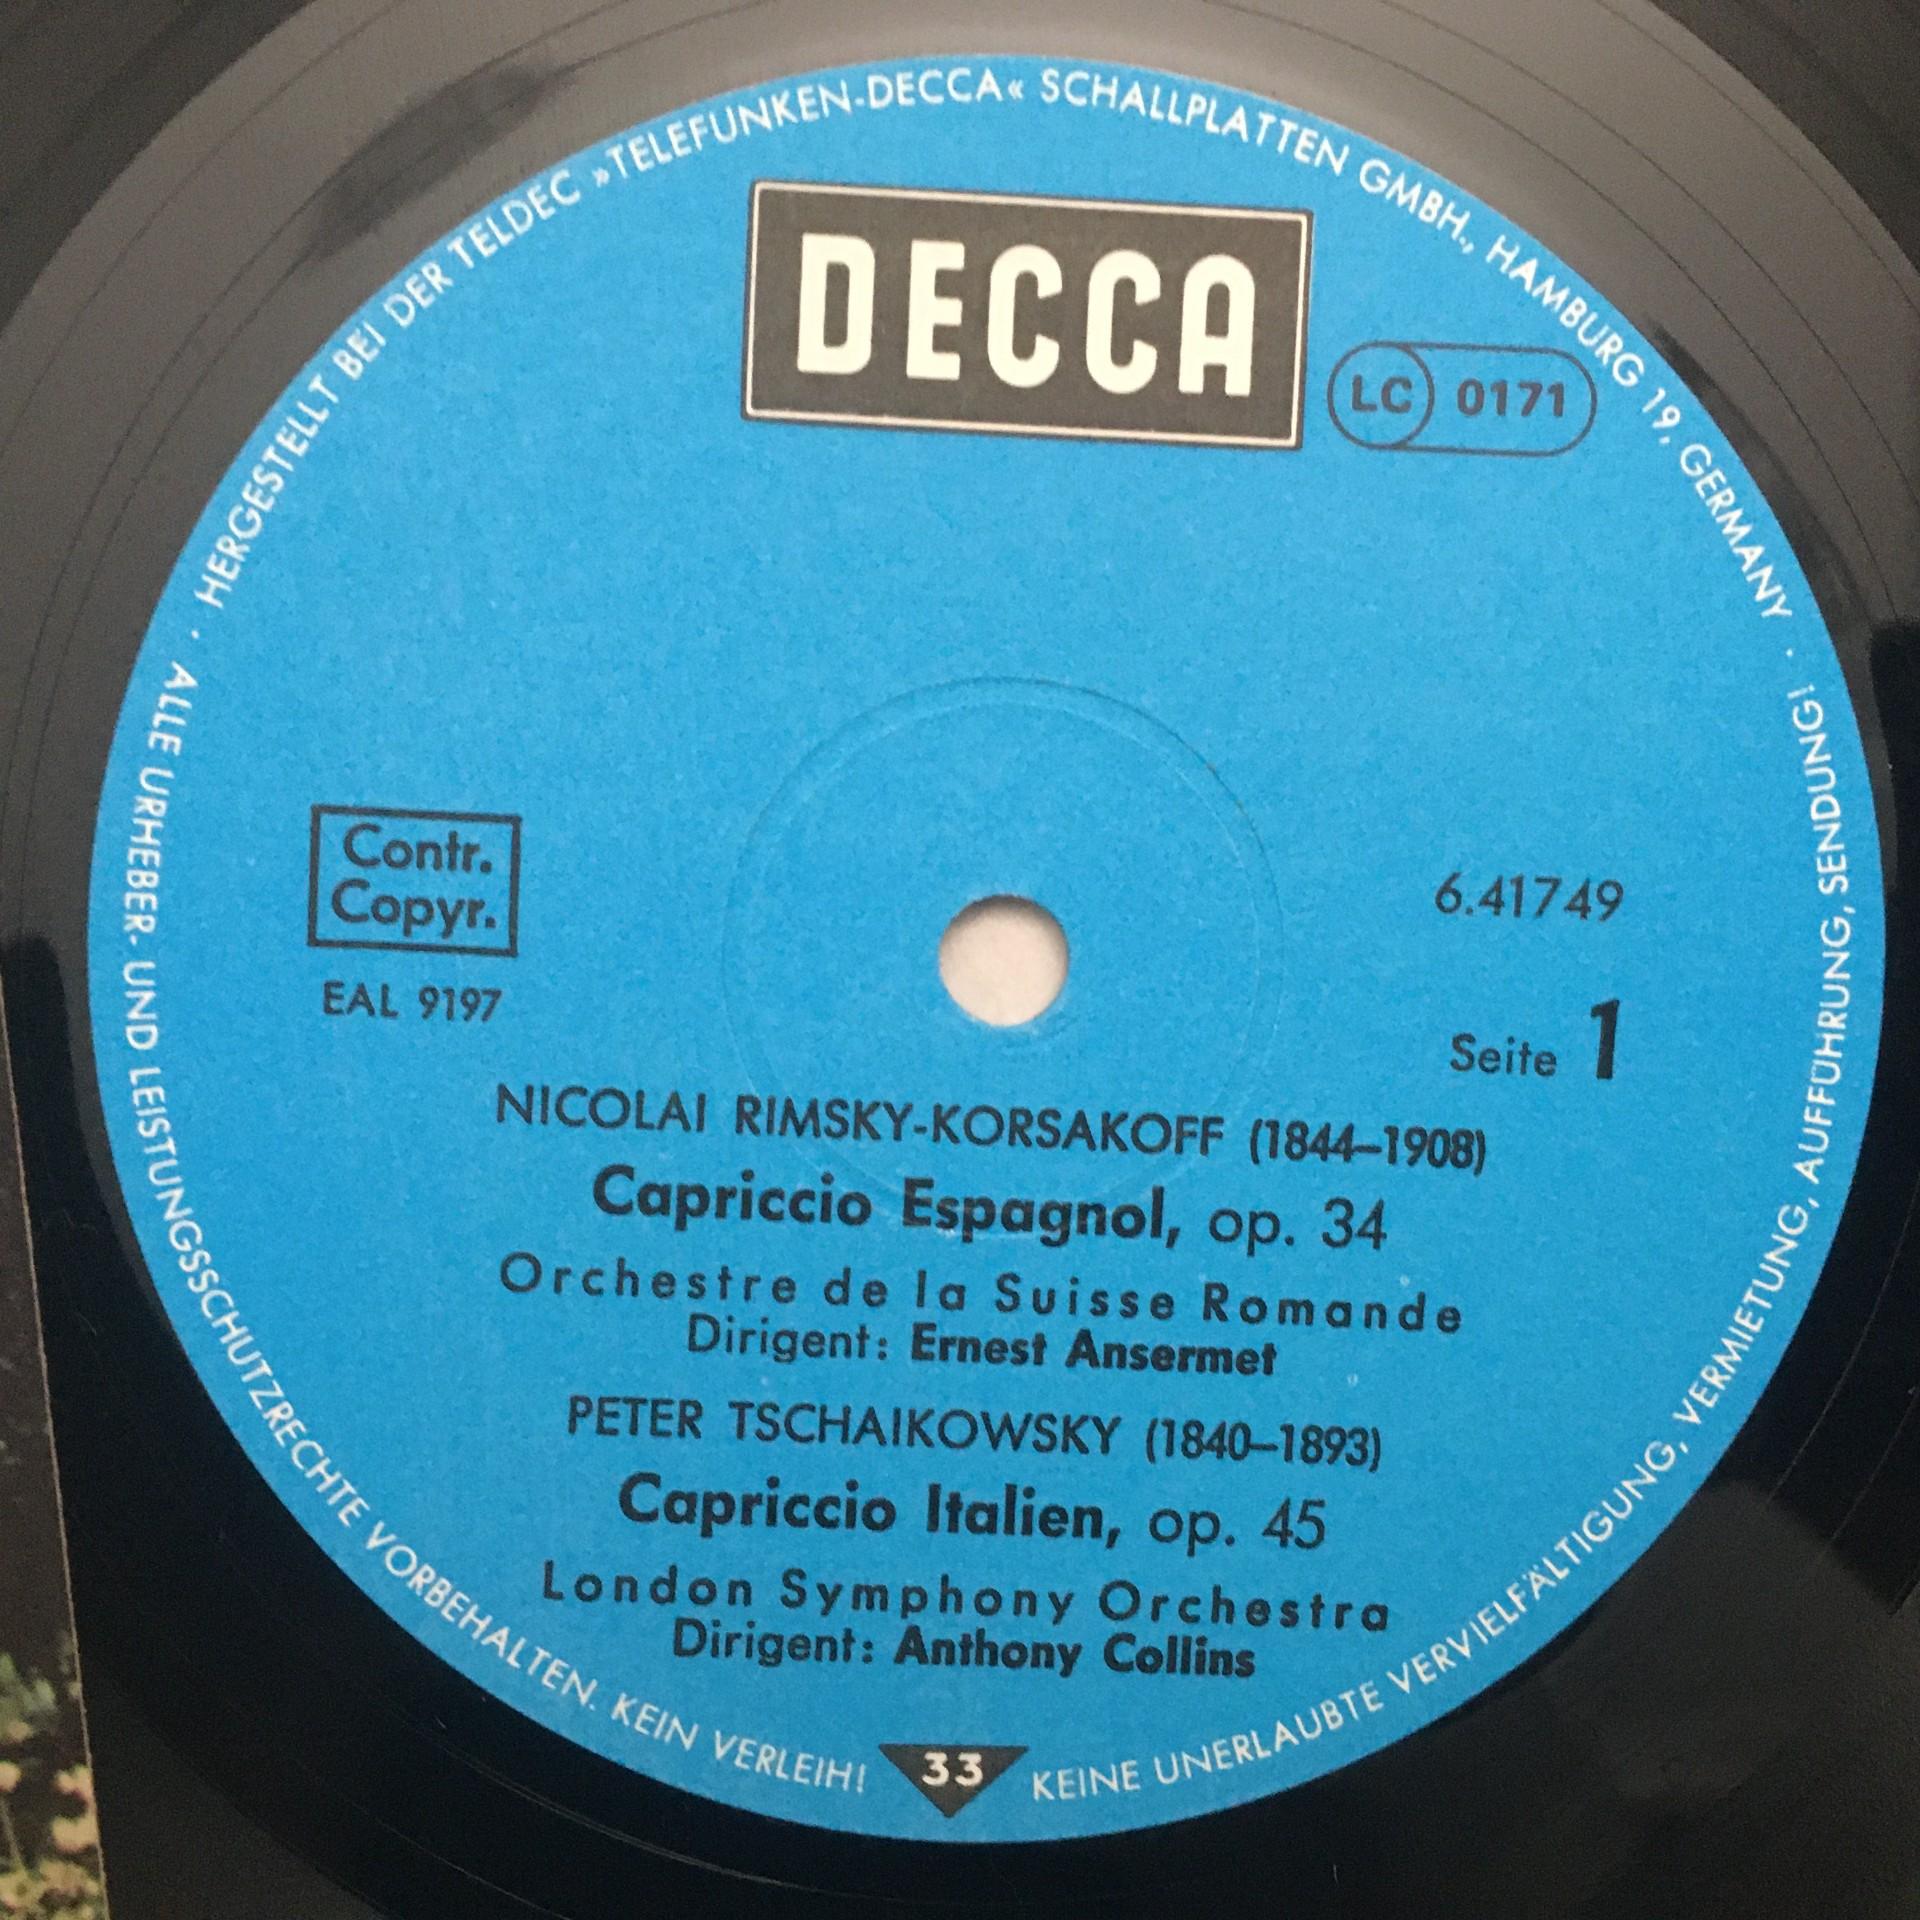 HERGESTELLT BEI DER TELDEC »TELEFUNKEN-DECCA« SCHALLPLATTEN GMBH., HAMBURG 19, GERMANY ·
DECCA
LC 0171
Contr.
Copyr.
EAL 9197
6.41749
Seite 1
NICOLAI RIMSKY-KORSAKOFF (1844–1908)
Capriccio Espagnol, op. 34
Orchestre de la Suisse Romande
Dirigent: Ernest Ansermet
PETER TSCHAIKOWSKY (1840–1893)
Capriccio Italien, op. 45
London Symphony Orchestra
Dirigent: Anthony Collins
· ALLE URHEBER- UND LEISTUNGSSCHUTZRECHTE VORBEHALTEN. KEIN VERLEIH!
33
KEINE UNERLAUBTE VERVIELFÄLTIGUNG, VERMIETUNG, AUFFÜHRUNG, SENDUNG!